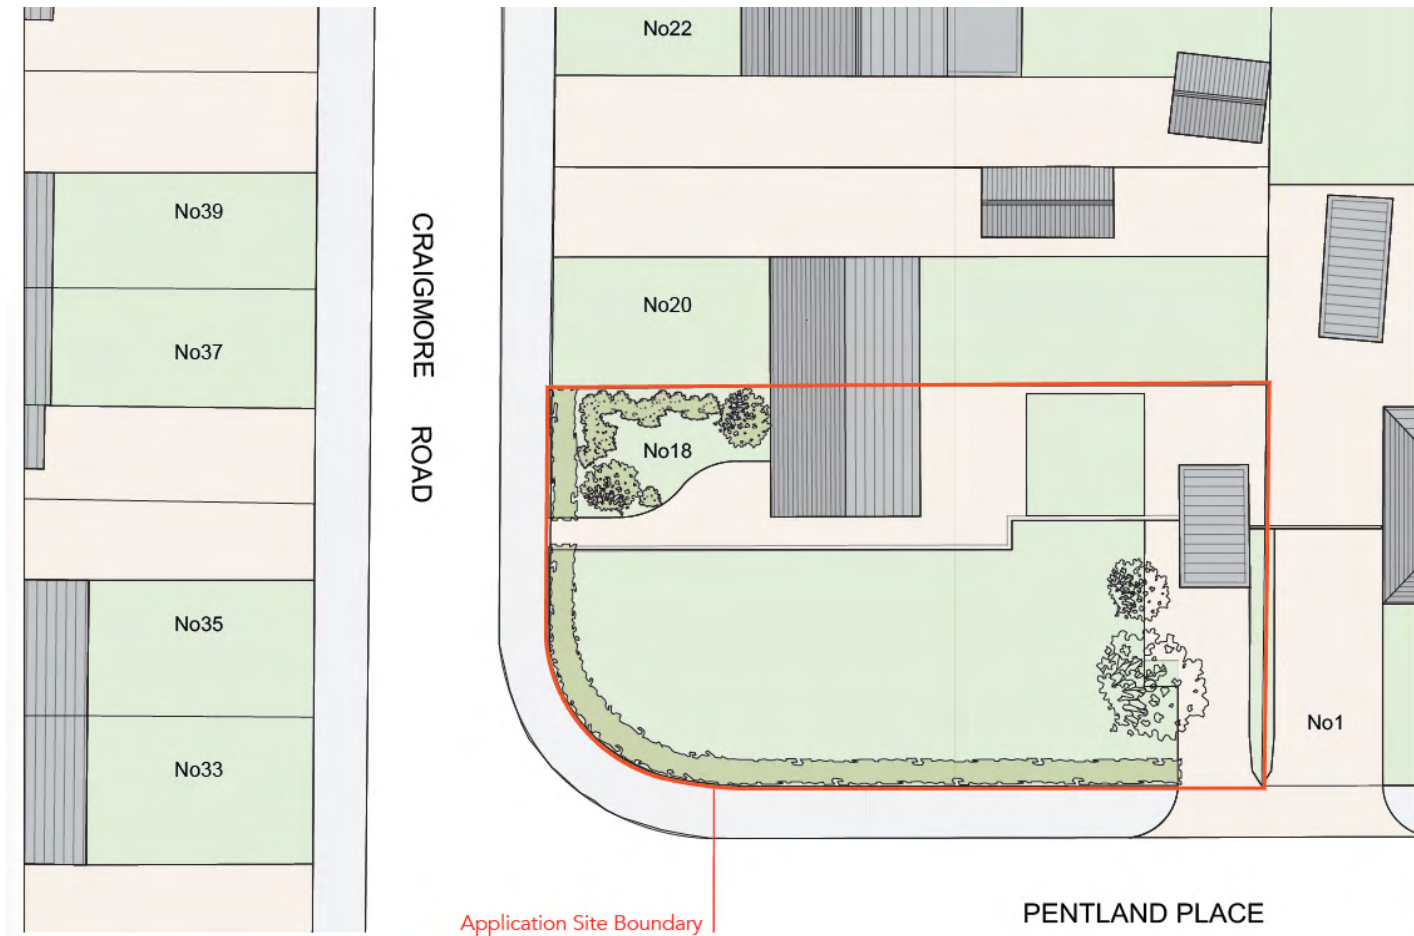 No22
No39
CRAIGMORE ROAD
No20
No37
No18
No35
No1
No33
Application Site Boundary
PENTLAND PLACE